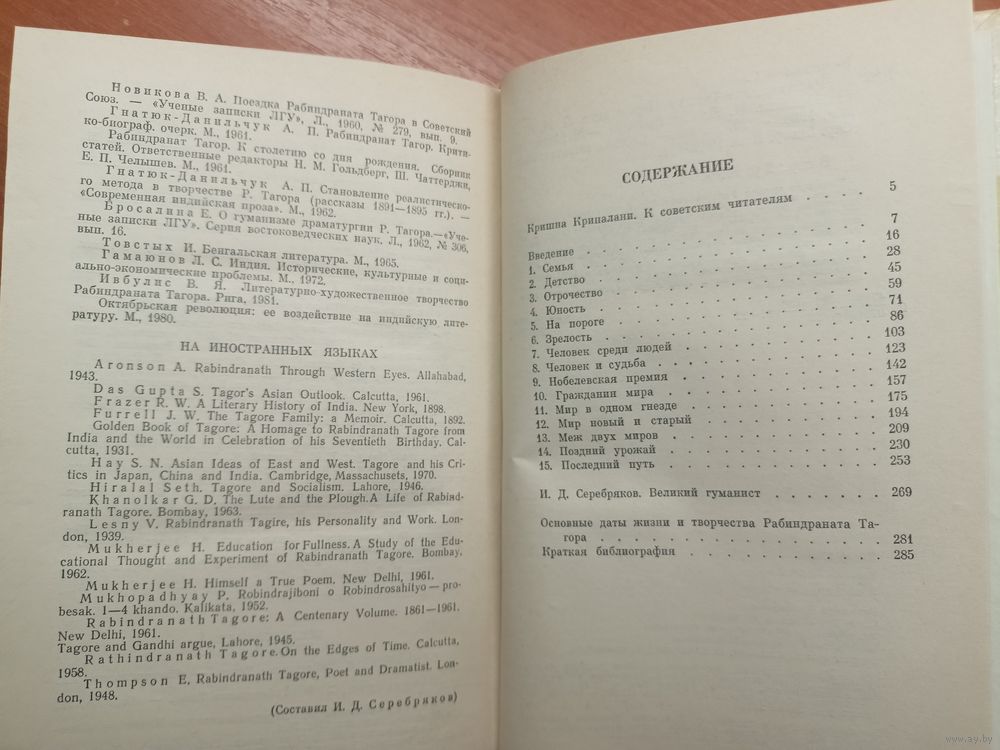 Новикова В. А. Поездка Рабиндраната Тагора в Советский
Союз. — «Ученые записки ЛГУ», Л., 1960, № 279, вып. 9.
Гнатюк-Данильчук А. П. Рабиндранат Тагор. Крити-
ко-биограф. очерк. М., 1961.
Рабиндранат Тагор. К столетию со дня рождения. Сборник
статей. Ответственные редакторы Н. М. Гольдберг, Ш. Чаттерджи,
Е. П. Челышев. М., 1961.
Гнатюк-Данильчук А. П. Становление реалистическо-
го метода в творчестве Р. Тагора (рассказы 1891—1895 гг.). —
«Современная индийская проза». М., 1962.
Бросалина Е. О гуманизме драматургии Р. Тагора.—«Уче-
ные записки ЛГУ». Серия востоковедческих наук. Л., 1962, № 306,
вып. 16.
Товстых И. Бенгальская литература. М., 1965.
Гамаюнов Л. С. Индия. Исторические, культурные и соци-
ально-экономические проблемы. М., 1972.
Ивбулис В. Я. Литературно-художественное творчество
Рабиндраната Тагора. Рига, 1981.
Октябрьская революция: ее воздействие на индийскую лите-
ратуру. М., 1980.
НА ИНОСТРАННЫХ ЯЗЫКАХ
Aronson A. Rabindranath Through Western Eyes. Allahabad,
1943.
Das Gupta S. Tagor's Asian Outlook. Calcutta, 1961.
Frazer R. W. A Literary History of India. New York, 1898.
Furrell J. W. The Tagore Family: a Memoir. Calcutta, 1892.
Golden Book of Tagore: A Homage to Rabindranath Tagore from
India and the World in Celebration of his Seventieth Birthday. Cal-
cutta, 1931.
Hay S. N. Asian Ideas of East and West. Tagore and his Cri-
tics in Japan, China and India. Cambridge, Massachusets, 1970.
Hiralal Seth. Tagore and Socialism. Lahore, 1946.
Khanolkar G. D. The Lute and the Plough. A Life of Rabind-
ranath Tagore. Bombay, 1963.
Lesny V. Rabindranath Tagire, his Personality and Work. Lon-
don, 1939.
Mukherjee H. Education for Fullness. A Study of the Edu-
cational Thought and Experiment of Rabindranath Tagore. Bombay,
1962.
Mukherjee H. Himself a True Poem. New Delhi, 1961.
Mukhopadhyay P. Robindrajiboni o Robindrosahityo — pro-
besak. 1—4 khando. Kalikata, 1952.
Rabindranath Tagore: A Centenary Volume. 1861—1961.
New Delhi, 1961.
Tagore and Gandhi argue, Lahore, 1945.
Rathindranath Tagore. On the Edges of Time. Calcutta,
1958.
Thompson E. Rabindranath Tagore, Poet and Dramatist. Lon-
don, 1948.
(Составил И. Д. Серебряков)
СОДЕРЖАНИЕ
Кришна Крипалани. К советским читателям . . . 5
Введение . . . 7
1. Семья . . . 16
2. Детство . . . 28
3. Отрочество . . . 45
4. Юность . . . 59
5. На пороге . . . 71
6. Зрелость . . . 86
7. Человек среди людей . . . 103
8. Человек и судьба . . . 123
9. Нобелевская премия . . . 142
10. Гражданин мира . . . 157
11. Мир в одном гнезде . . . 175
12. Мир новый и старый . . . 194
13. Меж двух миров . . . 209
14. Поздний урожай . . . 230
15. Последний путь . . . 253
И. Д. Серебряков. Великий гуманист . . . 269
Основные даты жизни и творчества Рабиндраната Та-
гора . . . 281
Краткая библиография . . . 285
www.ay.by